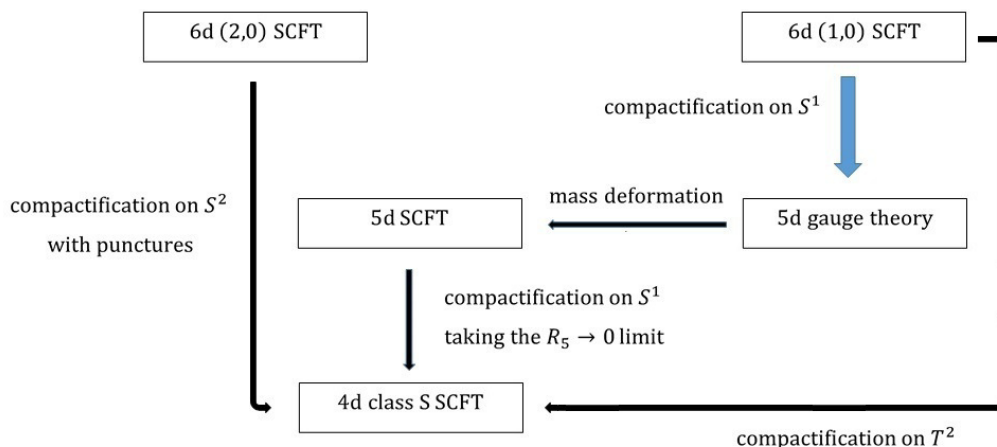 6d (2,0) SCFT
6d (1,0) SCFT
compactification on S¹
compactification on S²
with punctures
mass deformation
5d SCFT
5d gauge theory
compactification on S¹
taking the R₅ → 0 limit
4d class S SCFT
compactification on T²